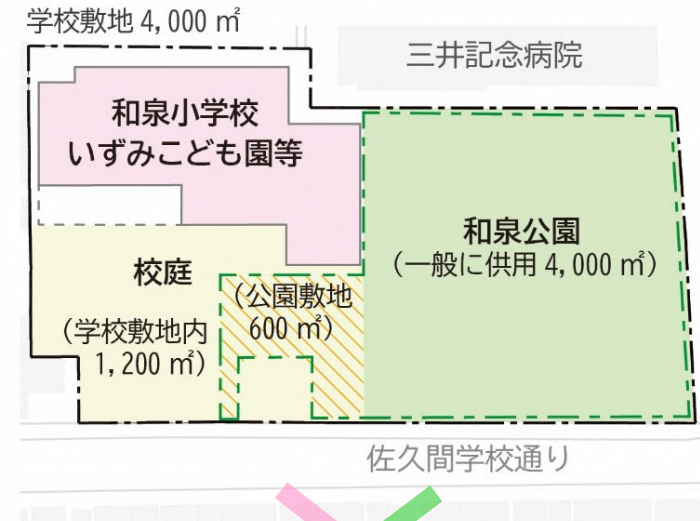 学校敷地 4,000 ㎡
三井記念病院
和泉小学校
いずみこども園等
和泉公園
(一般に供用 4,000 ㎡)
校庭
(学校敷地内
1,200 ㎡)
(公園敷地
600 ㎡)
佐久間学校通り